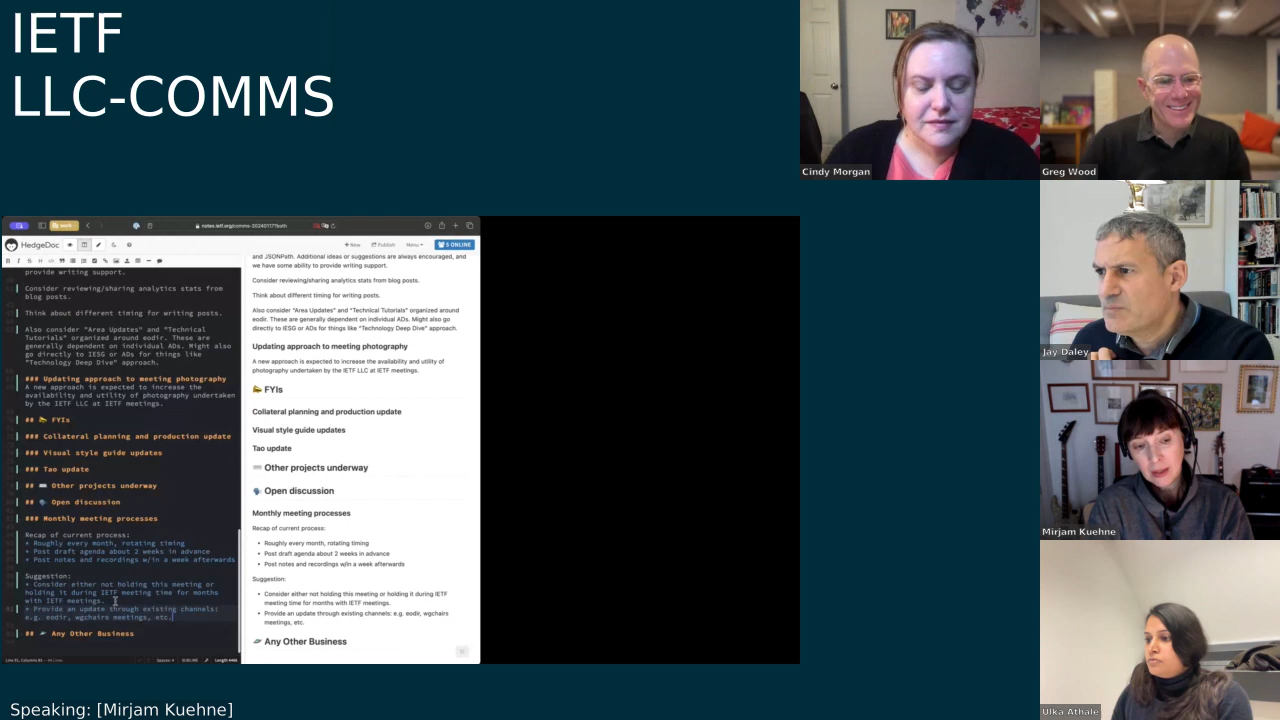 IETF
LLC-COMMS
Cindy Morgan
Greg Wood
Jay Daley
Mirjam Kuehne
Ulka Athale
work
notes.ietf.org/comms-20240117?both
HedgeDoc
+ New
Publish
Menu
5 ONLINE
provide writing support.
Consider reviewing/sharing analytics stats from
blog posts.
Think about different timing for writing posts.
Also consider "Area Updates" and "Technical
Tutorials" organized around eodir. These are
generally dependent on individual ADs. Might also
go directly to IESG or ADs for things like
"Technology Deep Dive" approach.
### Updating approach to meeting photography
A new approach is expected to increase the
availability and utility of photography undertaken
by the IETF LLC at IETF meetings.
## FYIs
### Collateral planning and production update
### Visual style guide updates
### Tao update
## Other projects underway
## Open discussion
### Monthly meeting processes
Recap of current process:
+ Roughly every month, rotating timing
+ Post draft agenda about 2 weeks in advance
+ Post notes and recordings w/in a week afterwards
Suggestion:
+ Consider either not holding this meeting or
holding it during IETF meeting time for months
with IETF meetings.
+ Provide an update through existing channels:
e.g. eodir, wgchairs meetings, etc.
## Any Other Business
and JSONPath. Additional ideas or suggestions are always encouraged, and
we have some ability to provide writing support.
Consider reviewing/sharing analytics stats from blog posts.
Think about different timing for writing posts.
Also consider "Area Updates" and "Technical Tutorials" organized around
eodir. These are generally dependent on individual ADs. Might also go
directly to IESG or ADs for things like "Technology Deep Dive" approach.
Updating approach to meeting photography
A new approach is expected to increase the availability and utility of
photography undertaken by the IETF LLC at IETF meetings.
FYIs
Collateral planning and production update
Visual style guide updates
Tao update
Other projects underway
Open discussion
Monthly meeting processes
Recap of current process:
• Roughly every month, rotating timing
• Post draft agenda about 2 weeks in advance
• Post notes and recordings w/in a week afterwards
Suggestion:
• Consider either not holding this meeting or holding it during IETF
meeting time for months with IETF meetings.
• Provide an update through existing channels: e.g. eodir, wgchairs
meetings, etc.
Any Other Business
Spaces: 4
SUBLIME
Length 4466
Speaking: [Mirjam Kuehne]